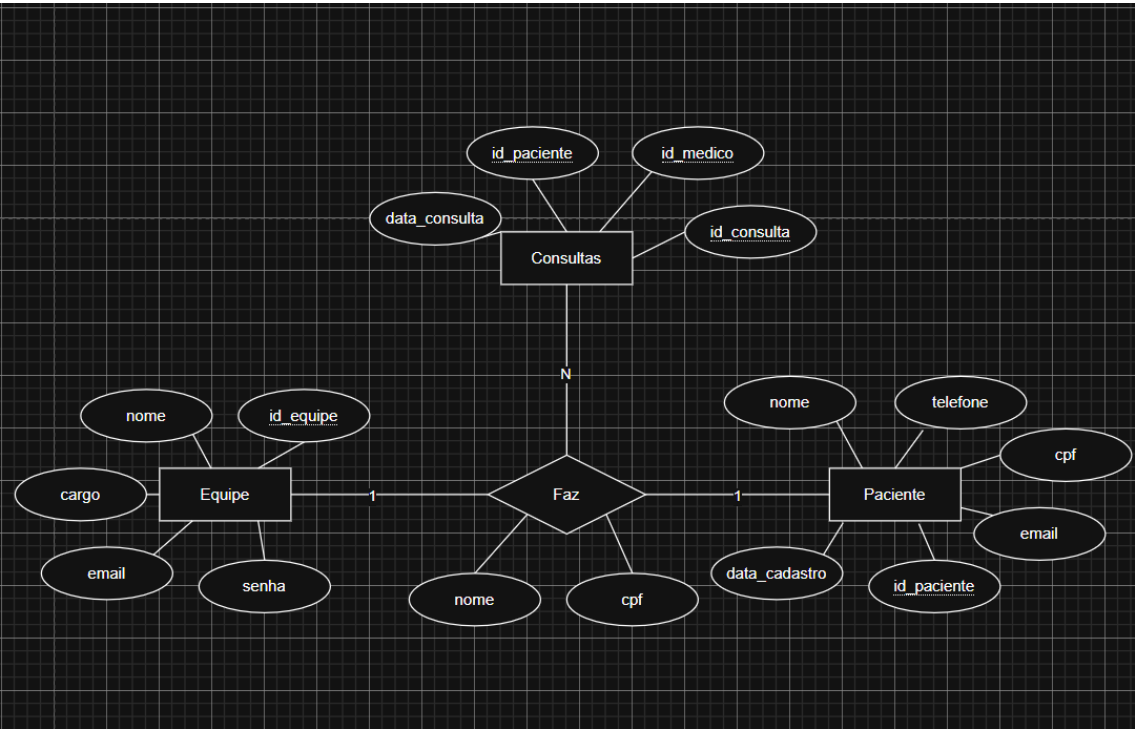 id_paciente
id_medico
data_consulta
id_consulta
Consultas
N
nome
id_equipe
cargo
Equipe
email
senha
1
Faz
1
nome
cpf
nome
telefone
cpf
Paciente
email
data_cadastro
id_paciente